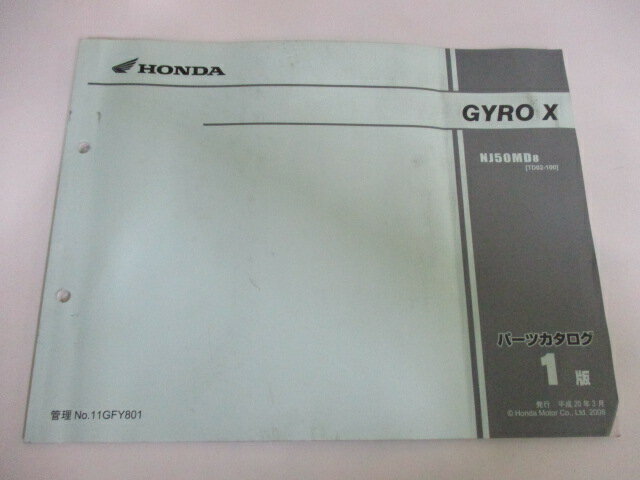 HONDA
GYRO X
NJ50MD8
[TD02-100]
パーツカタログ
1版
発行 平成20年3月
© Honda Motor Co., Ltd. 2008
管理 No.11GFY801